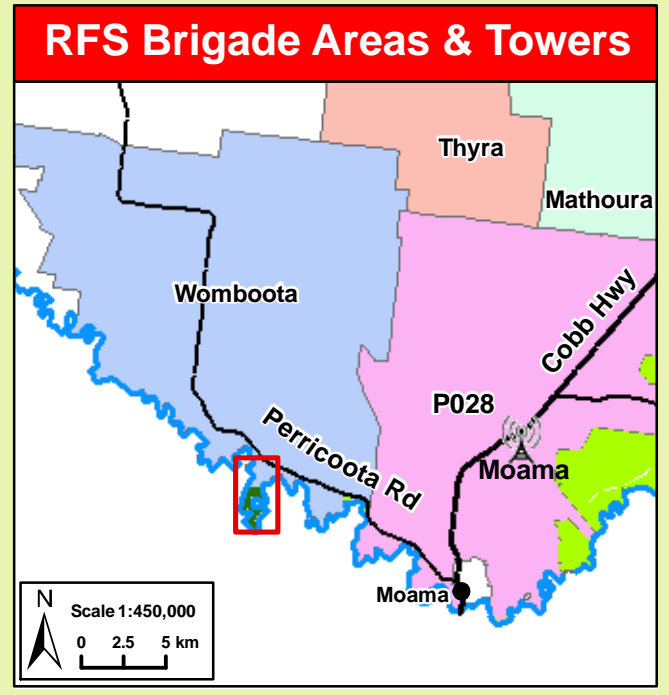 RFS Brigade Areas & Towers
Thyra
Mathoura
Womboota
Cobb Hwy
P028
Perricoota Rd
Moama
Moama
N
Scale 1:450,000
0 2.5 5 km